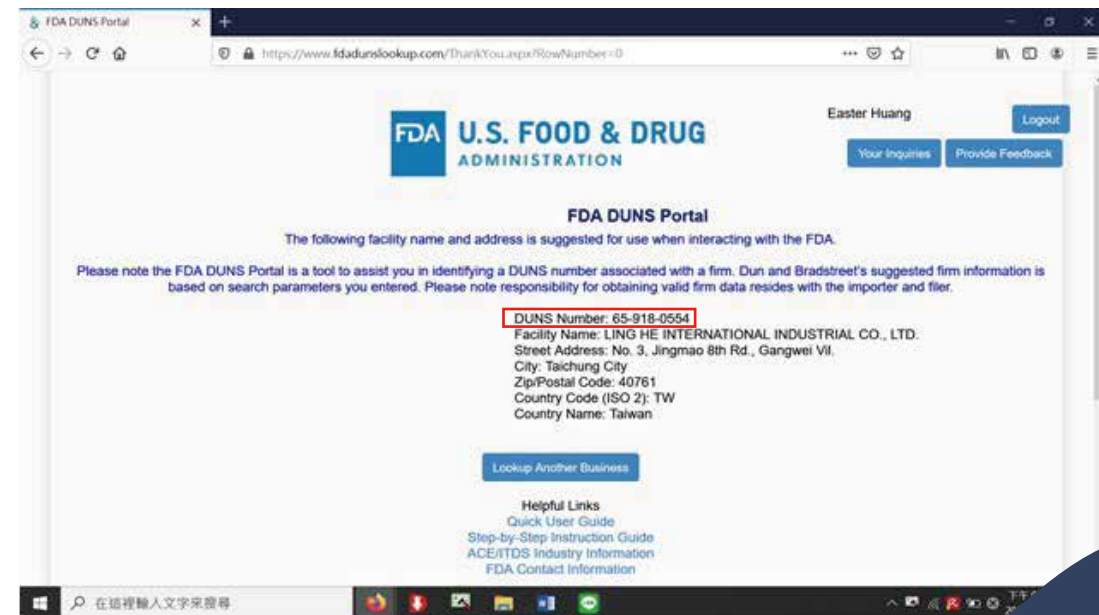 FDA DUNS Portal
https://www.fdadunslookup.com/ThankYou.aspx?RowNumber=0
Easter Huang
Logout
FDA U.S. FOOD & DRUG
ADMINISTRATION
Your Inquiries Provide Feedback
FDA DUNS Portal
The following facility name and address is suggested for use when interacting with the FDA.
Please note the FDA DUNS Portal is a tool to assist you in identifying a DUNS number associated with a firm. Dun and Bradstreet's suggested firm information is
based on search parameters you entered. Please note responsibility for obtaining valid firm data resides with the importer and filer.
DUNS Number: 65-918-0554
Facility Name: LING HE INTERNATIONAL INDUSTRIAL CO., LTD.
Street Address: No. 3, Jingmao 8th Rd., Gangwei Vil.
City: Taichung City
Zip/Postal Code: 40761
Country Code (ISO 2): TW
Country Name: Taiwan
Lookup Another Business
Helpful Links
Quick User Guide
Step-by-Step Instruction Guide
ACE/ITDS Industry Information
FDA Contact Information
在這裡輸入文字來搜尋